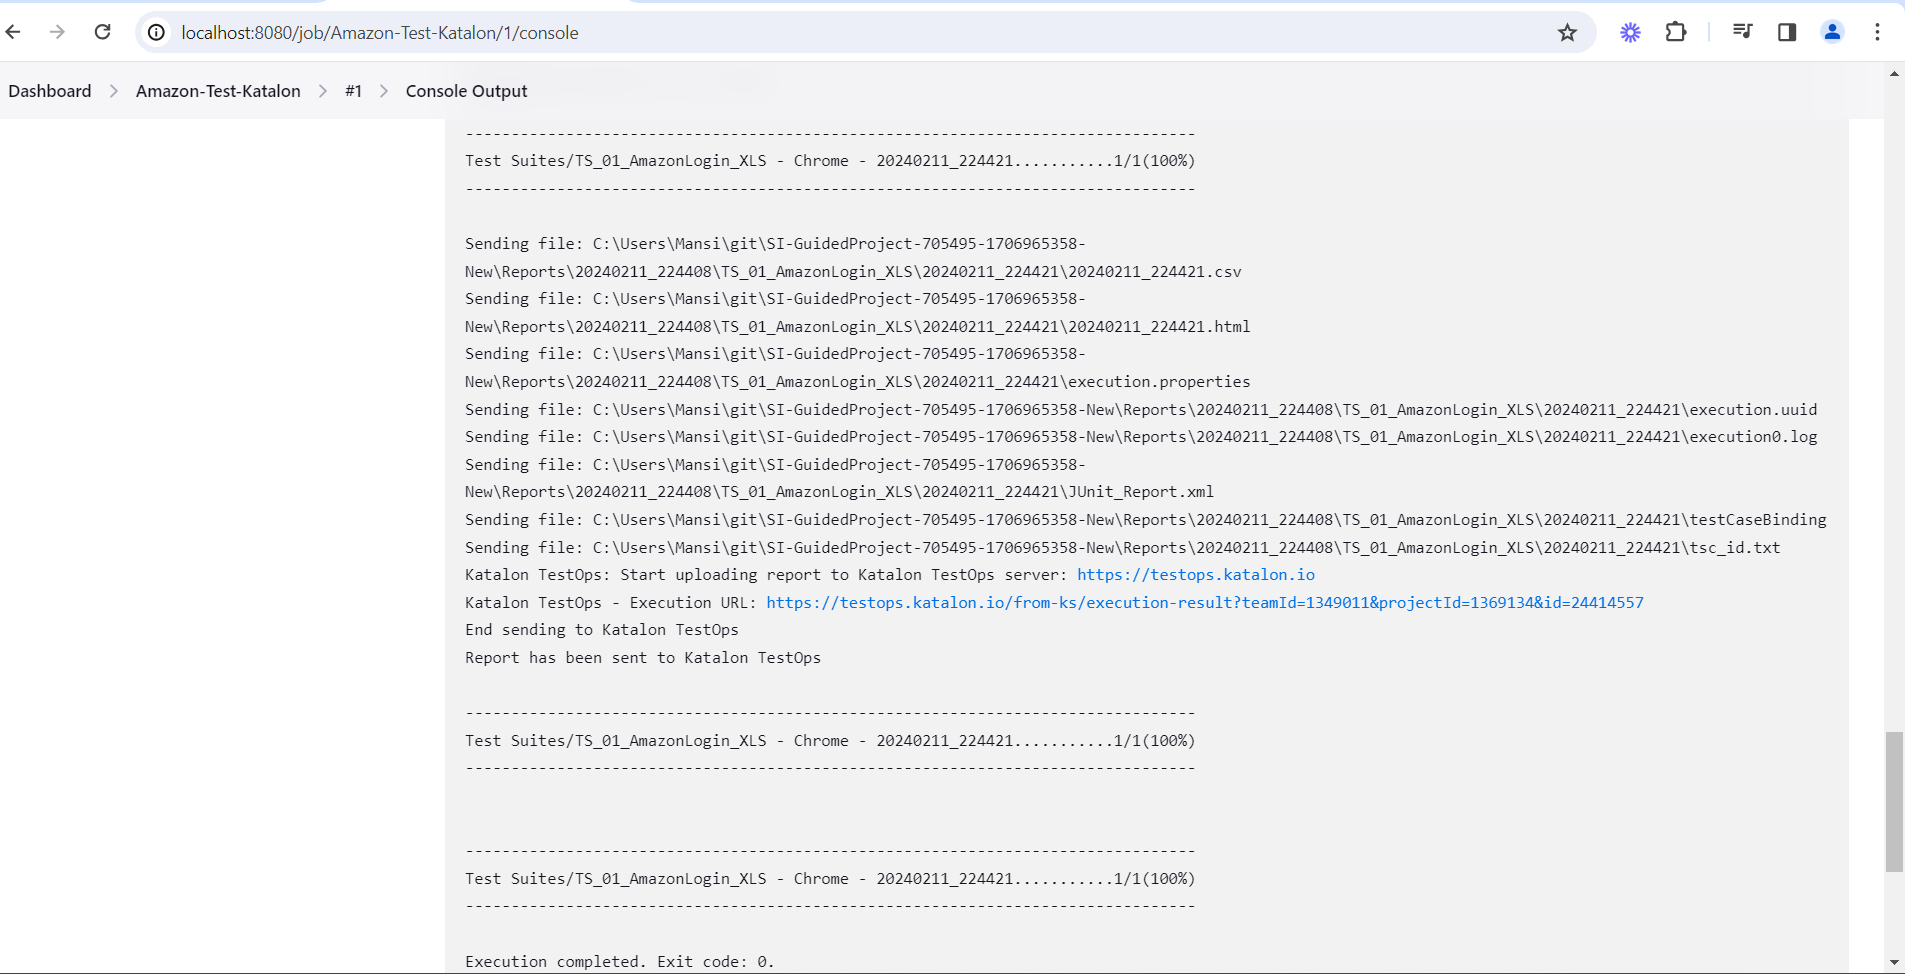 localhost:8080/job/Amazon-Test-Katalon/1/console
Dashboard > Amazon-Test-Katalon > #1 > Console Output
--------------------------------------------------------------------------------
Test Suites/TS_01_AmazonLogin_XLS - Chrome - 20240211_224421...........1/1(100%)
--------------------------------------------------------------------------------
Sending file: C:\Users\Mansi\git\SI-GuidedProject-705495-1706965358-
New\Reports\20240211_224408\TS_01_AmazonLogin_XLS\20240211_224421\20240211_224421.csv
Sending file: C:\Users\Mansi\git\SI-GuidedProject-705495-1706965358-
New\Reports\20240211_224408\TS_01_AmazonLogin_XLS\20240211_224421\20240211_224421.html
Sending file: C:\Users\Mansi\git\SI-GuidedProject-705495-1706965358-
New\Reports\20240211_224408\TS_01_AmazonLogin_XLS\20240211_224421\execution.properties
Sending file: C:\Users\Mansi\git\SI-GuidedProject-705495-1706965358-New\Reports\20240211_224408\TS_01_AmazonLogin_XLS\20240211_224421\execution.uuid
Sending file: C:\Users\Mansi\git\SI-GuidedProject-705495-1706965358-New\Reports\20240211_224408\TS_01_AmazonLogin_XLS\20240211_224421\execution0.log
Sending file: C:\Users\Mansi\git\SI-GuidedProject-705495-1706965358-
New\Reports\20240211_224408\TS_01_AmazonLogin_XLS\20240211_224421\JUnit_Report.xml
Sending file: C:\Users\Mansi\git\SI-GuidedProject-705495-1706965358-New\Reports\20240211_224408\TS_01_AmazonLogin_XLS\20240211_224421\testCaseBinding
Sending file: C:\Users\Mansi\git\SI-GuidedProject-705495-1706965358-New\Reports\20240211_224408\TS_01_AmazonLogin_XLS\20240211_224421\tsc_id.txt
Katalon TestOps: Start uploading report to Katalon TestOps server: https://testops.katalon.io
Katalon TestOps - Execution URL: https://testops.katalon.io/from-ks/execution-result?teamId=1349011&projectId=1369134&id=24414557
End sending to Katalon TestOps
Report has been sent to Katalon TestOps
--------------------------------------------------------------------------------
Test Suites/TS_01_AmazonLogin_XLS - Chrome - 20240211_224421...........1/1(100%)
--------------------------------------------------------------------------------
--------------------------------------------------------------------------------
Test Suites/TS_01_AmazonLogin_XLS - Chrome - 20240211_224421...........1/1(100%)
--------------------------------------------------------------------------------
Execution completed. Exit code: 0.